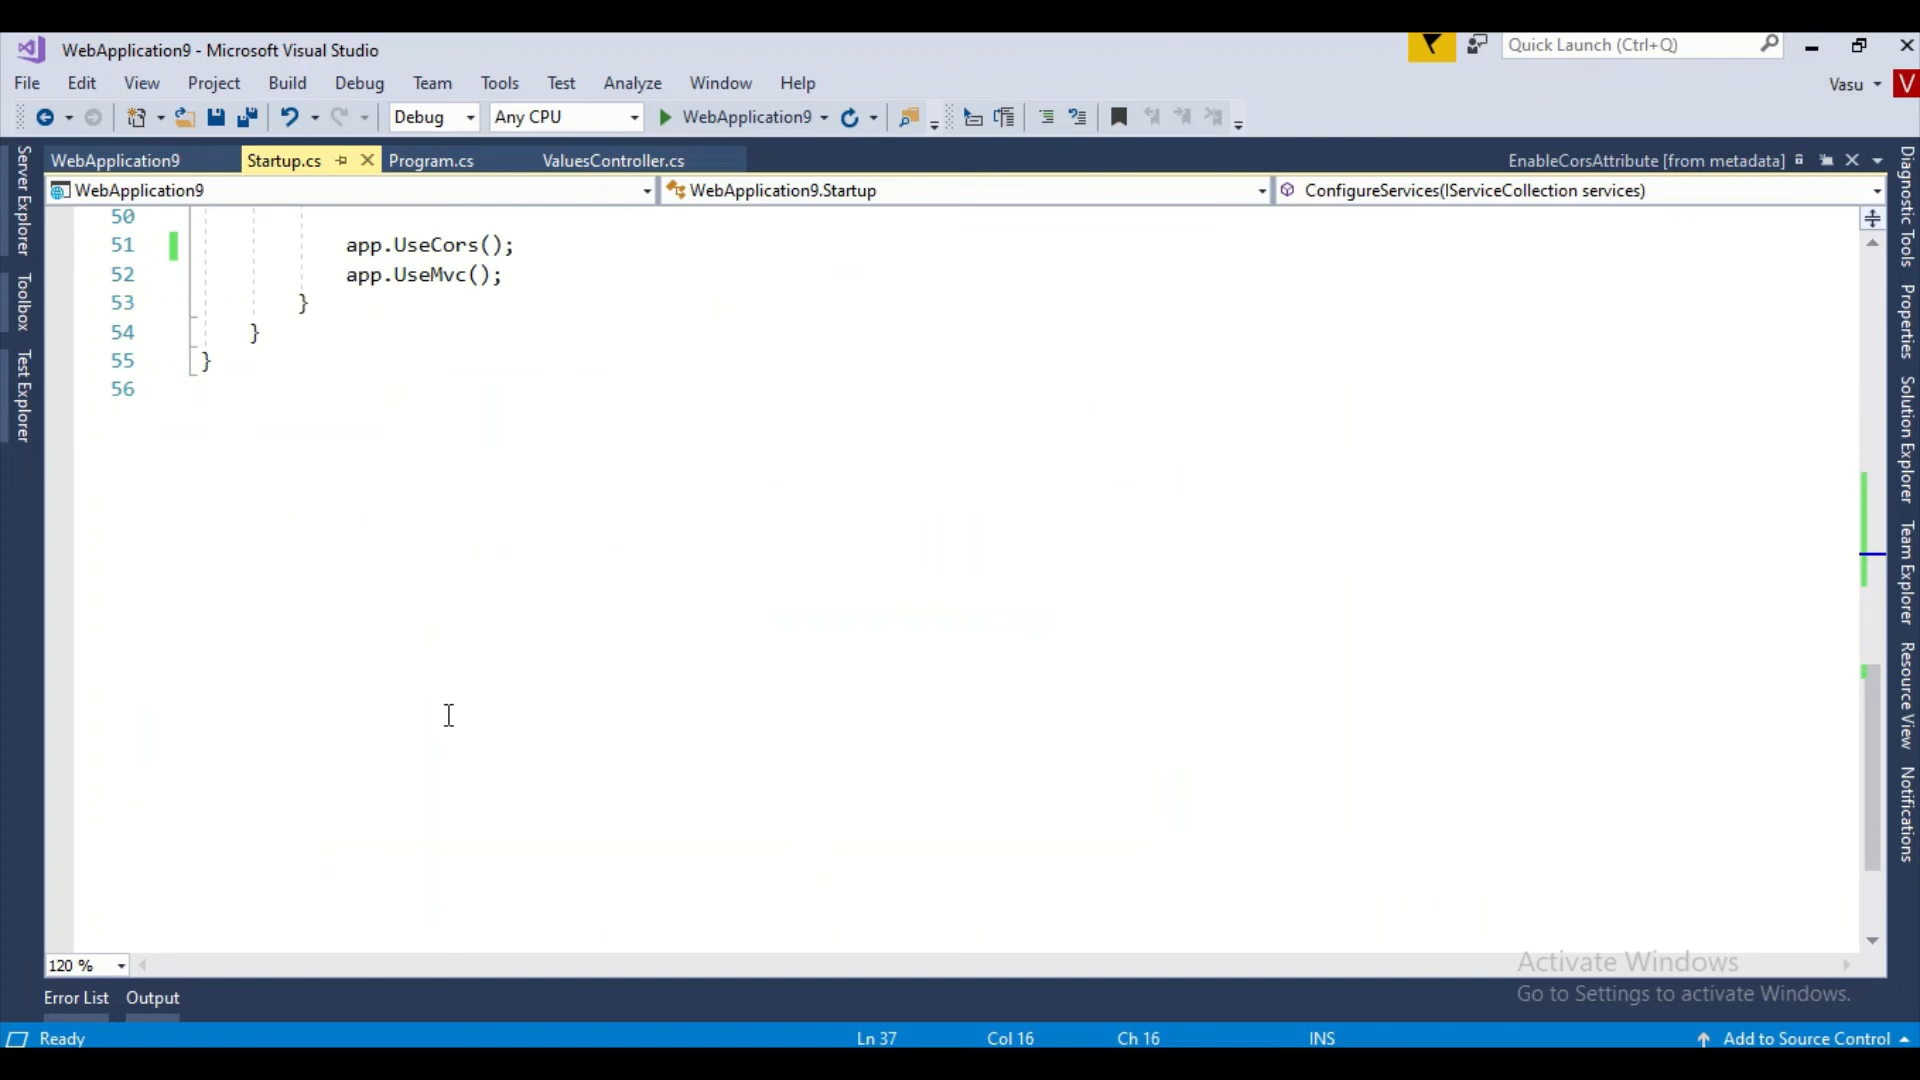 WebApplication9 - Microsoft Visual Studio
Quick Launch (Ctrl+Q)
File Edit View Project Build Debug Team Tools Test Analyze Window Help
Vasu V
Debug Any CPU WebApplication9
WebApplication9 Startup.cs Program.cs ValuesController.cs EnableCorsAttribute [from metadata]
WebApplication9 WebApplication9.Startup ConfigureServices(IServiceCollection services)
Server Explorer
Toolbox
Test Explorer
50
51 app.UseCors();
52 app.UseMvc();
53 }
54 }
55 }
56
Diagnostic Tools
Properties
Solution Explorer
Team Explorer
Resource View
Notifications
120 %
Activate Windows
Go to Settings to activate Windows.
Error List Output
Ready Ln 37 Col 16 Ch 16 INS Add to Source Control